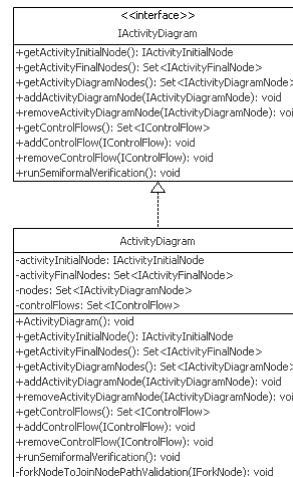 <<interface>>
IActivityDiagram
+getActivityInitialNode(): IActivityInitialNode
+getActivityFinalNodes(): Set<IActivityFinalNode>
+getActivityDiagramNodes(): Set<IActivityDiagramNode>
+addActivityDiagramNode(IActivityDiagramNode): void
+removeActivityDiagramNode(IActivityDiagramNode):
+getControlFlows(): Set<IControlFlow>
+addControlFlow(IControlFlow): void
+removeControlFlow(IControlFlow): void
+runSemiformalVerification(): void
ActivityDiagram
-activityInitialNode: IActivityInitialNode
-activityFinalNodes: Set<IActivityFinalNode>
-nodes: Set<IActivityDiagramNode>
-controlFlows: Set<IControlFlow>
+ActivityDiagram(): void
+getActivityInitialNode(): IActivityInitialNode
+getActivityFinalNodes(): Set<IActivityFinalNode>
+getActivityDiagramNodes(): Set<IActivityDiagramNode>
+addActivityDiagramNode(IActivityDiagramNode): void
+removeActivityDiagramNode(IActivityDiagramNode):
+getControlFlows(): Set<IControlFlow>
+addControlFlow(IControlFlow): void
+removeControlFlow(IControlFlow): void
+runSemiformalVerification(): void
-forkNodeToJoinNodePathValidation(IForkNode): void